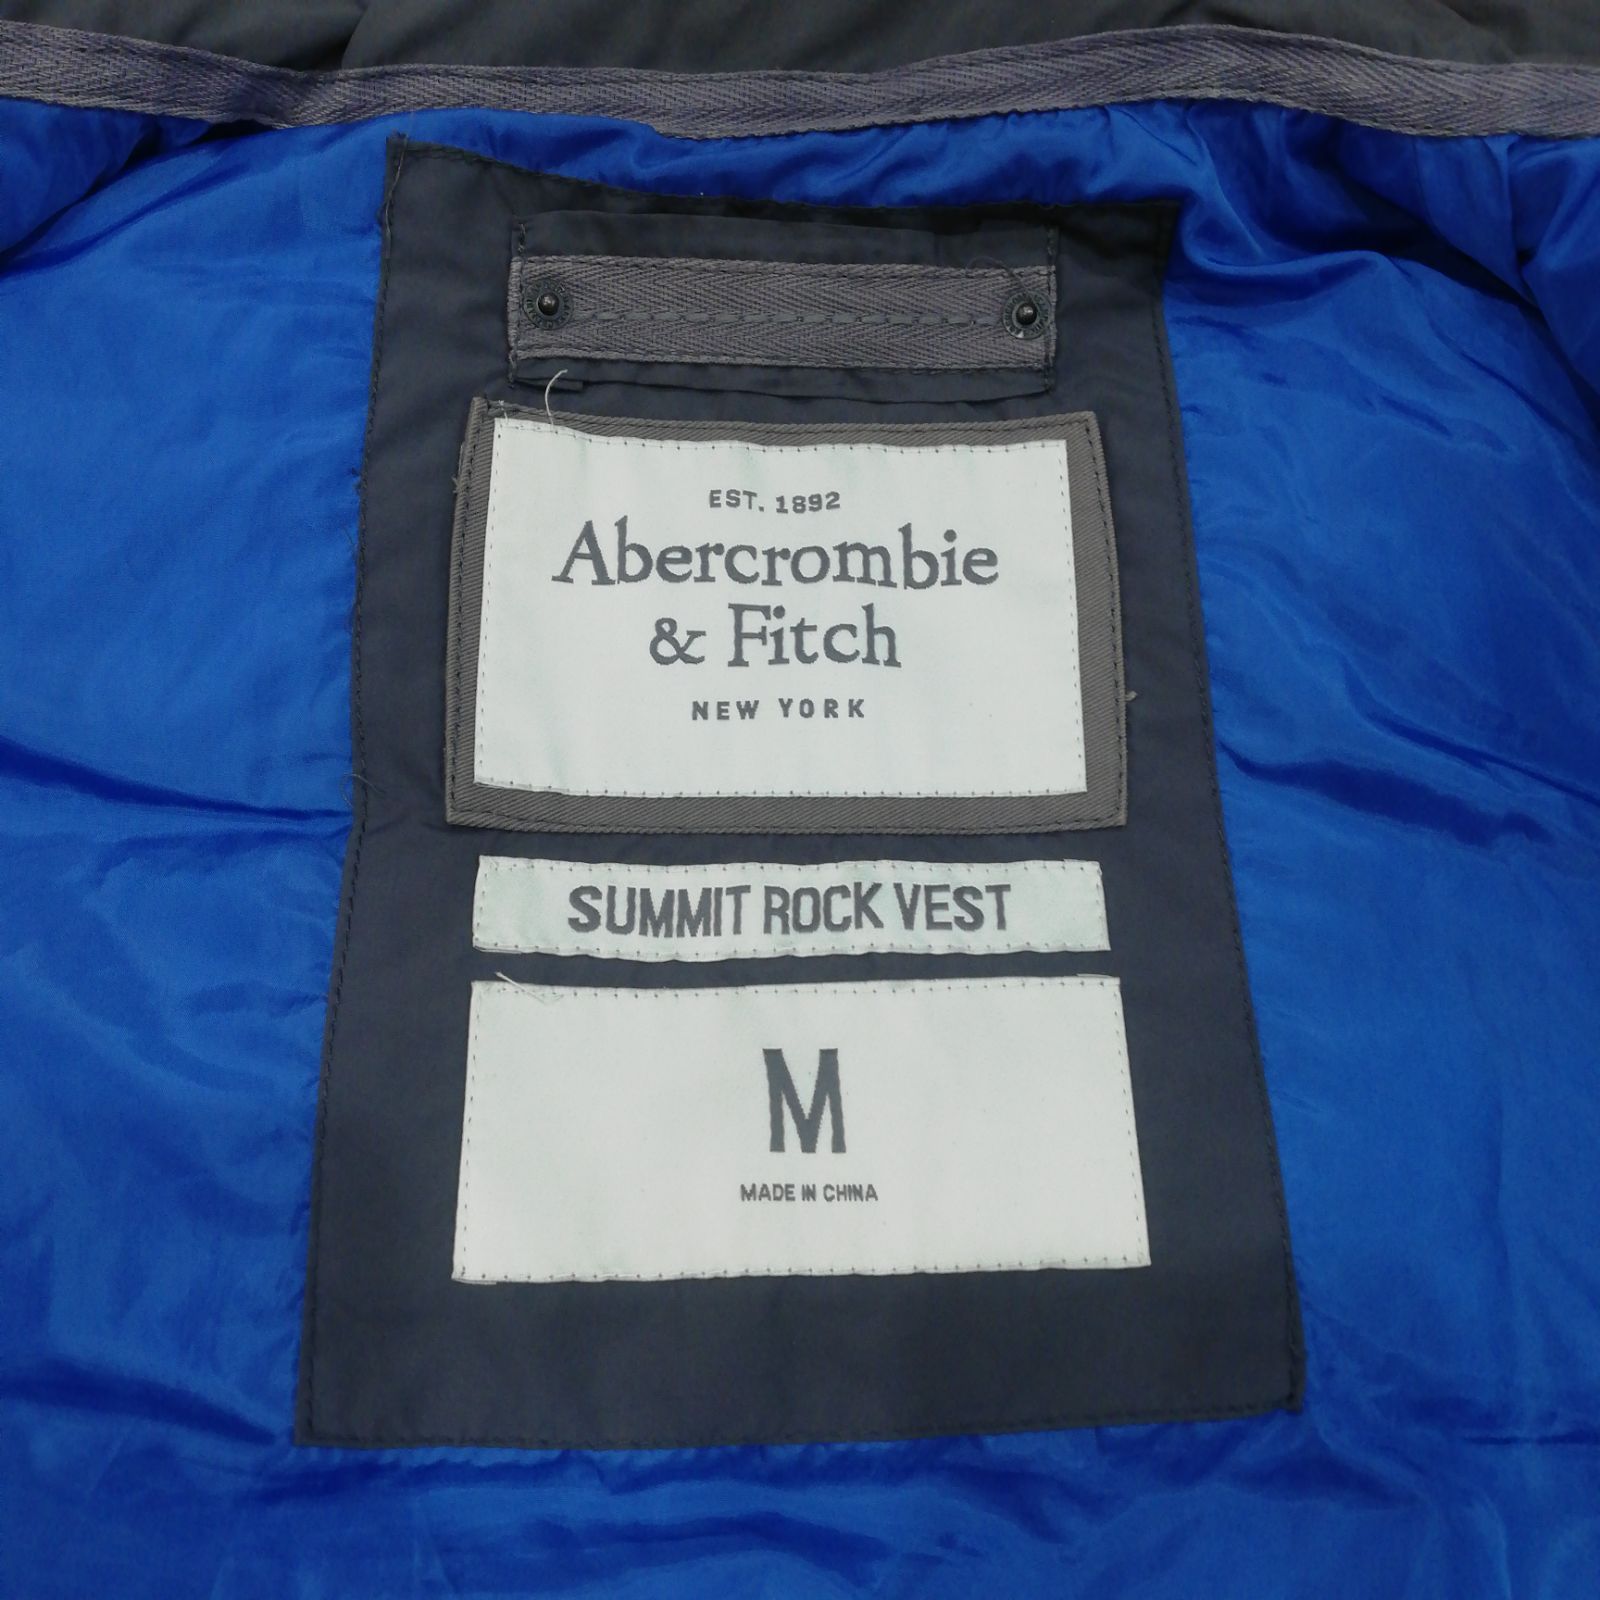 EST. 1892
Abercrombie
& Fitch
NEW YORK
SUMMIT ROCK VEST
M
MADE IN CHINA